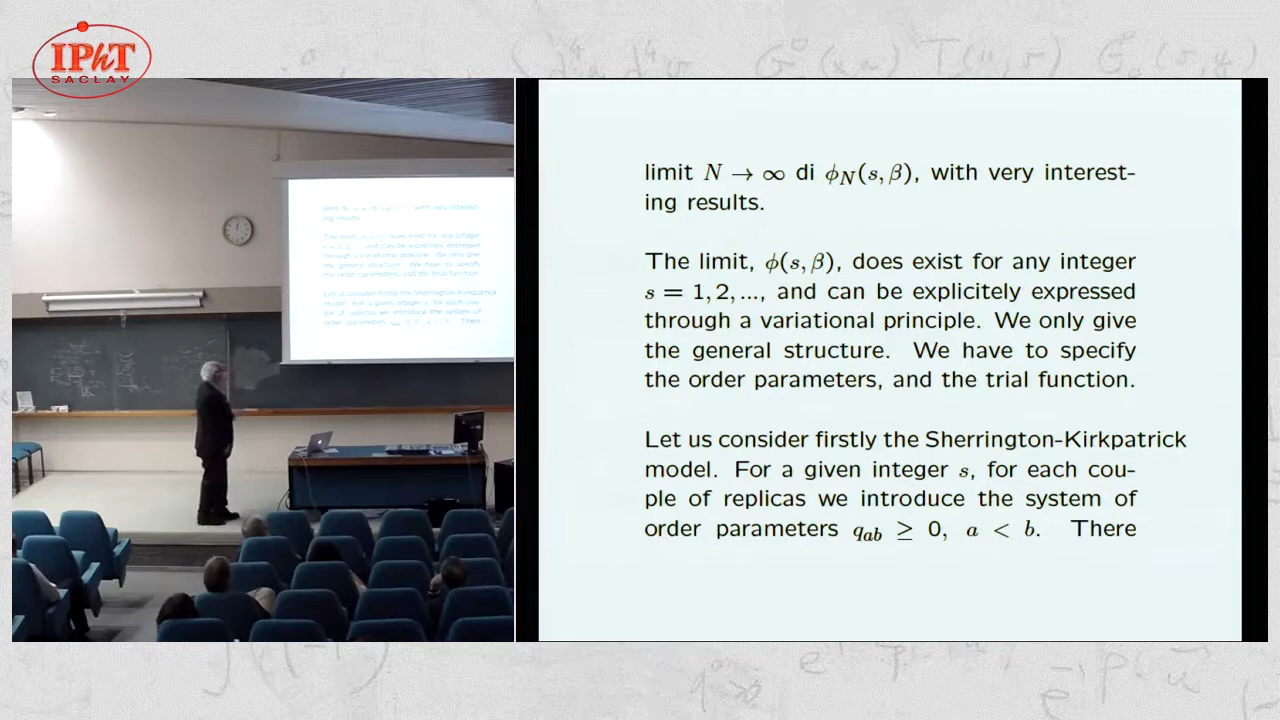 IPhT
SACLAY
limit N → ∞ di ϕ_N(s, β), with very interest-
ing results.
The limit, ϕ(s, β), does exist for any integer
s = 1, 2, ..., and can be explicitely expressed
through a variational principle. We only give
the general structure. We have to specify
the order parameters, and the trial function.
Let us consider firstly the Sherrington-Kirkpatrick
model. For a given integer s, for each cou-
ple of replicas we introduce the system of
order parameters q_ab ≥ 0, a < b. There